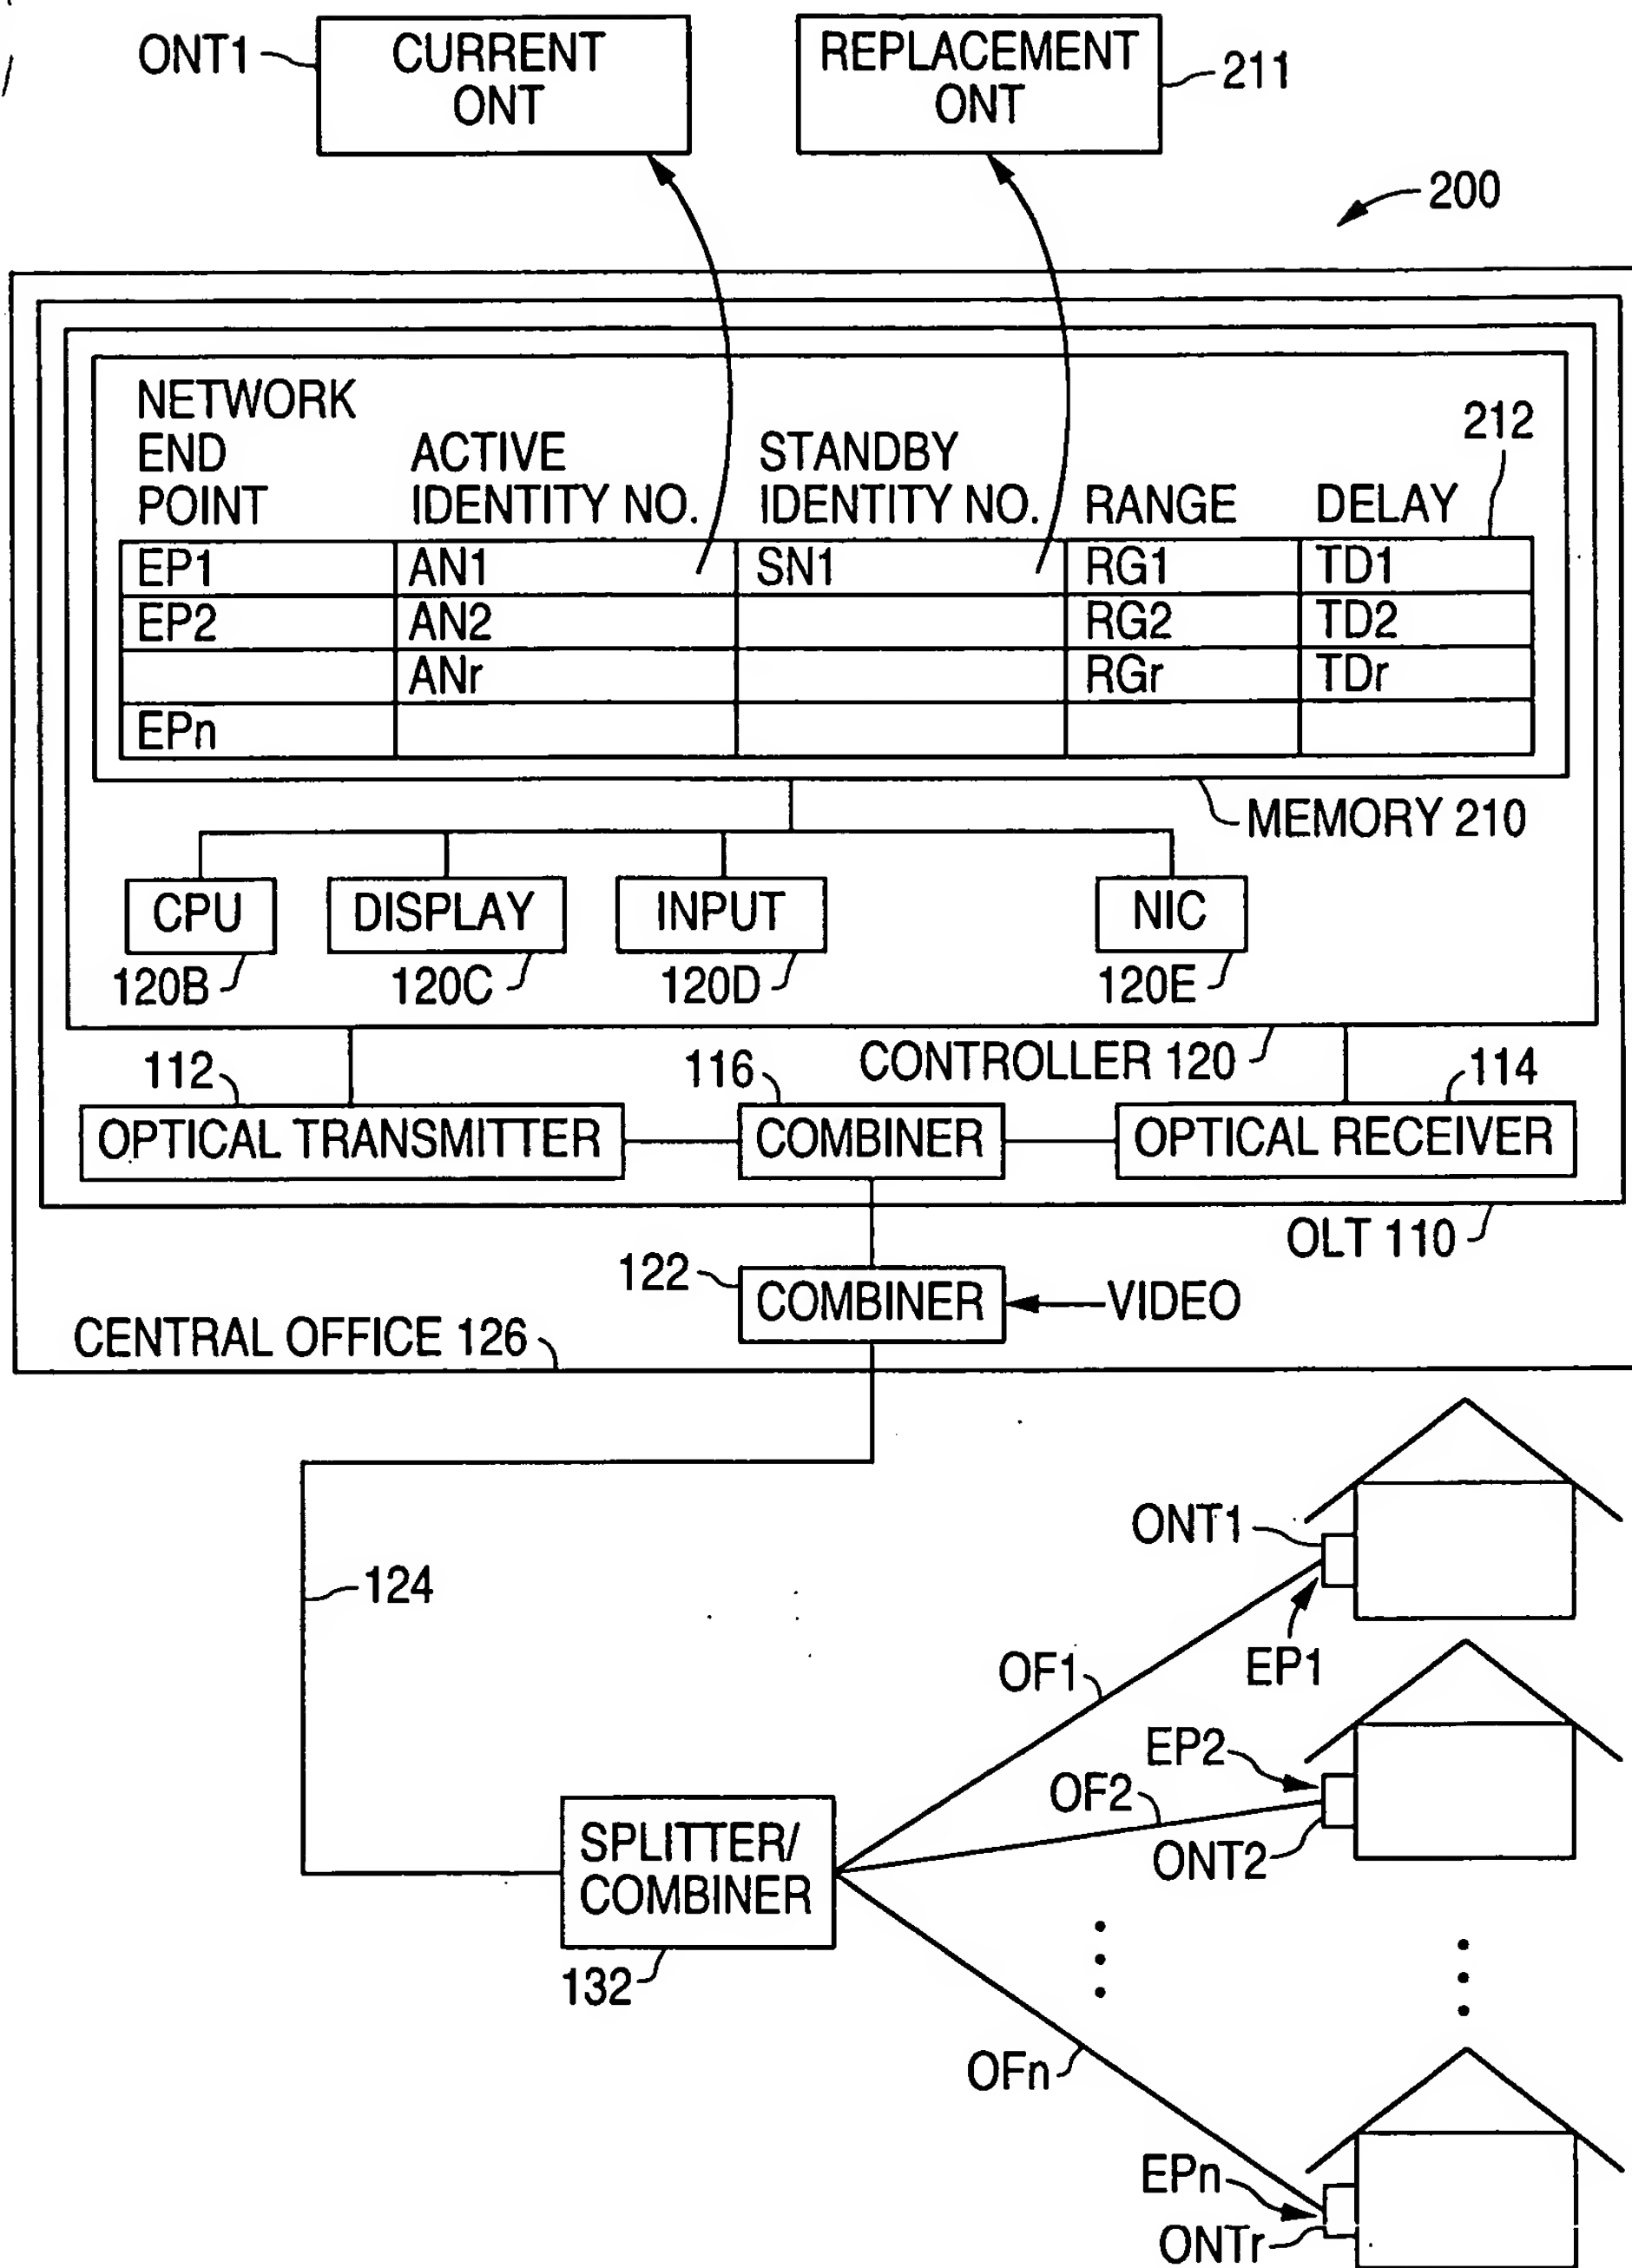 ONT1
CURRENT
ONT
REPLACEMENT
ONT
211
200
NETWORK
END
POINT
ACTIVE
IDENTITY NO.
STANDBY
IDENTITY NO.
RANGE
DELAY
212
EP1 AN1 SN1 RG1 TD1
EP2 AN2 RG2 TD2
ANr RGr TDr
EPn
MEMORY 210
CPU
DISPLAY
INPUT
NIC
120B
120C
120D
120E
CONTROLLER 120
112
116
114
OPTICAL TRANSMITTER
COMBINER
OPTICAL RECEIVER
OLT 110
122
COMBINER
VIDEO
CENTRAL OFFICE 126
124
ONT1
EP1
OF1
EP2
OF2
ONT2
SPLITTER/
COMBINER
132
OFn
EPn
ONTr